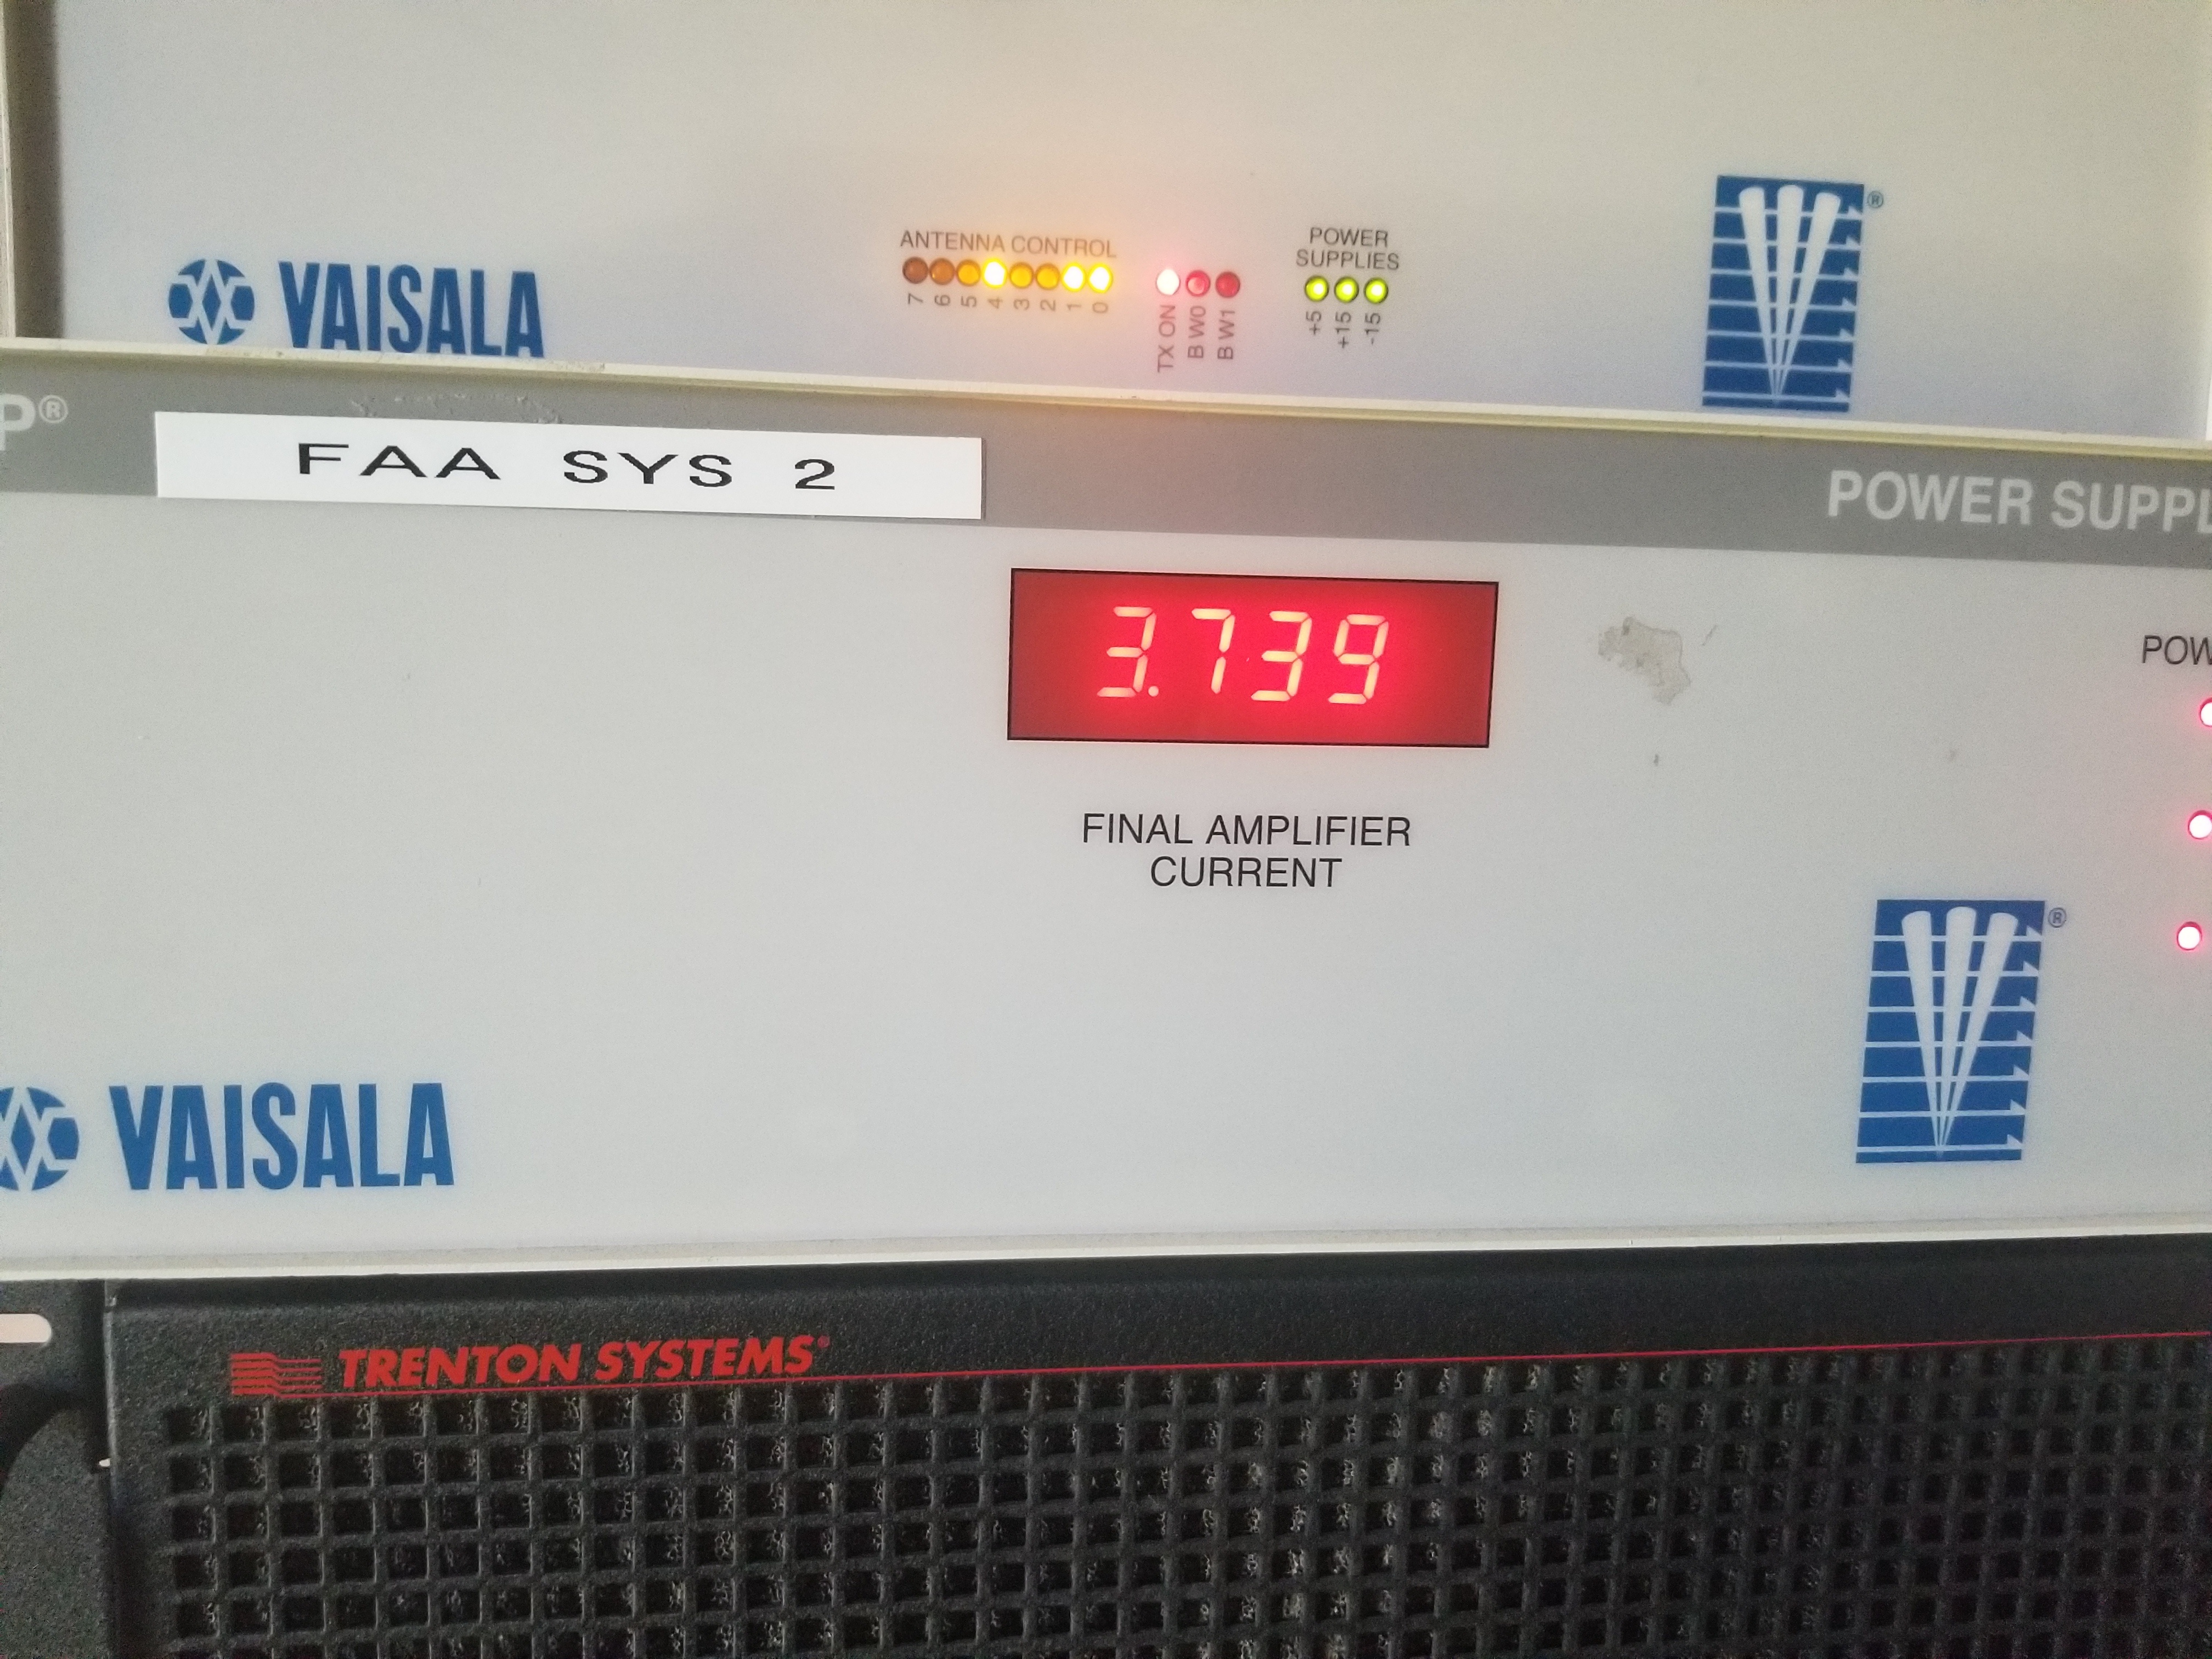 VAISALA
ANTENNA CONTROL
7 6 5 4 3 2 1 0
TX ON
B W0
B W1
POWER
SUPPLIES
+5
+15
-15
®
P®
FAA SYS 2
POWER SUPPL
3.739
FINAL AMPLIFIER
CURRENT
POW
®
VAISALA
TRENTON SYSTEMS®